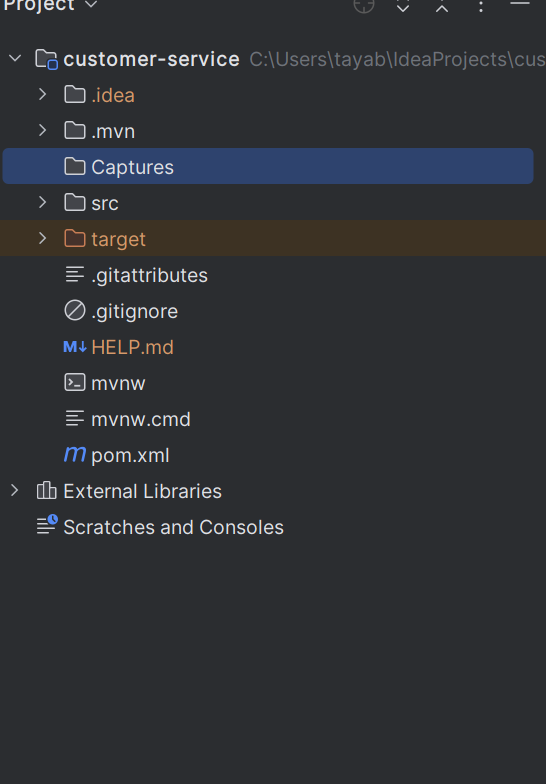 Project
customer-service C:\Users\tayab\IdeaProjects\cus
.idea
.mvn
Captures
src
target
.gitattributes
.gitignore
M↓ HELP.md
mvnw
mvnw.cmd
m pom.xml
External Libraries
Scratches and Consoles